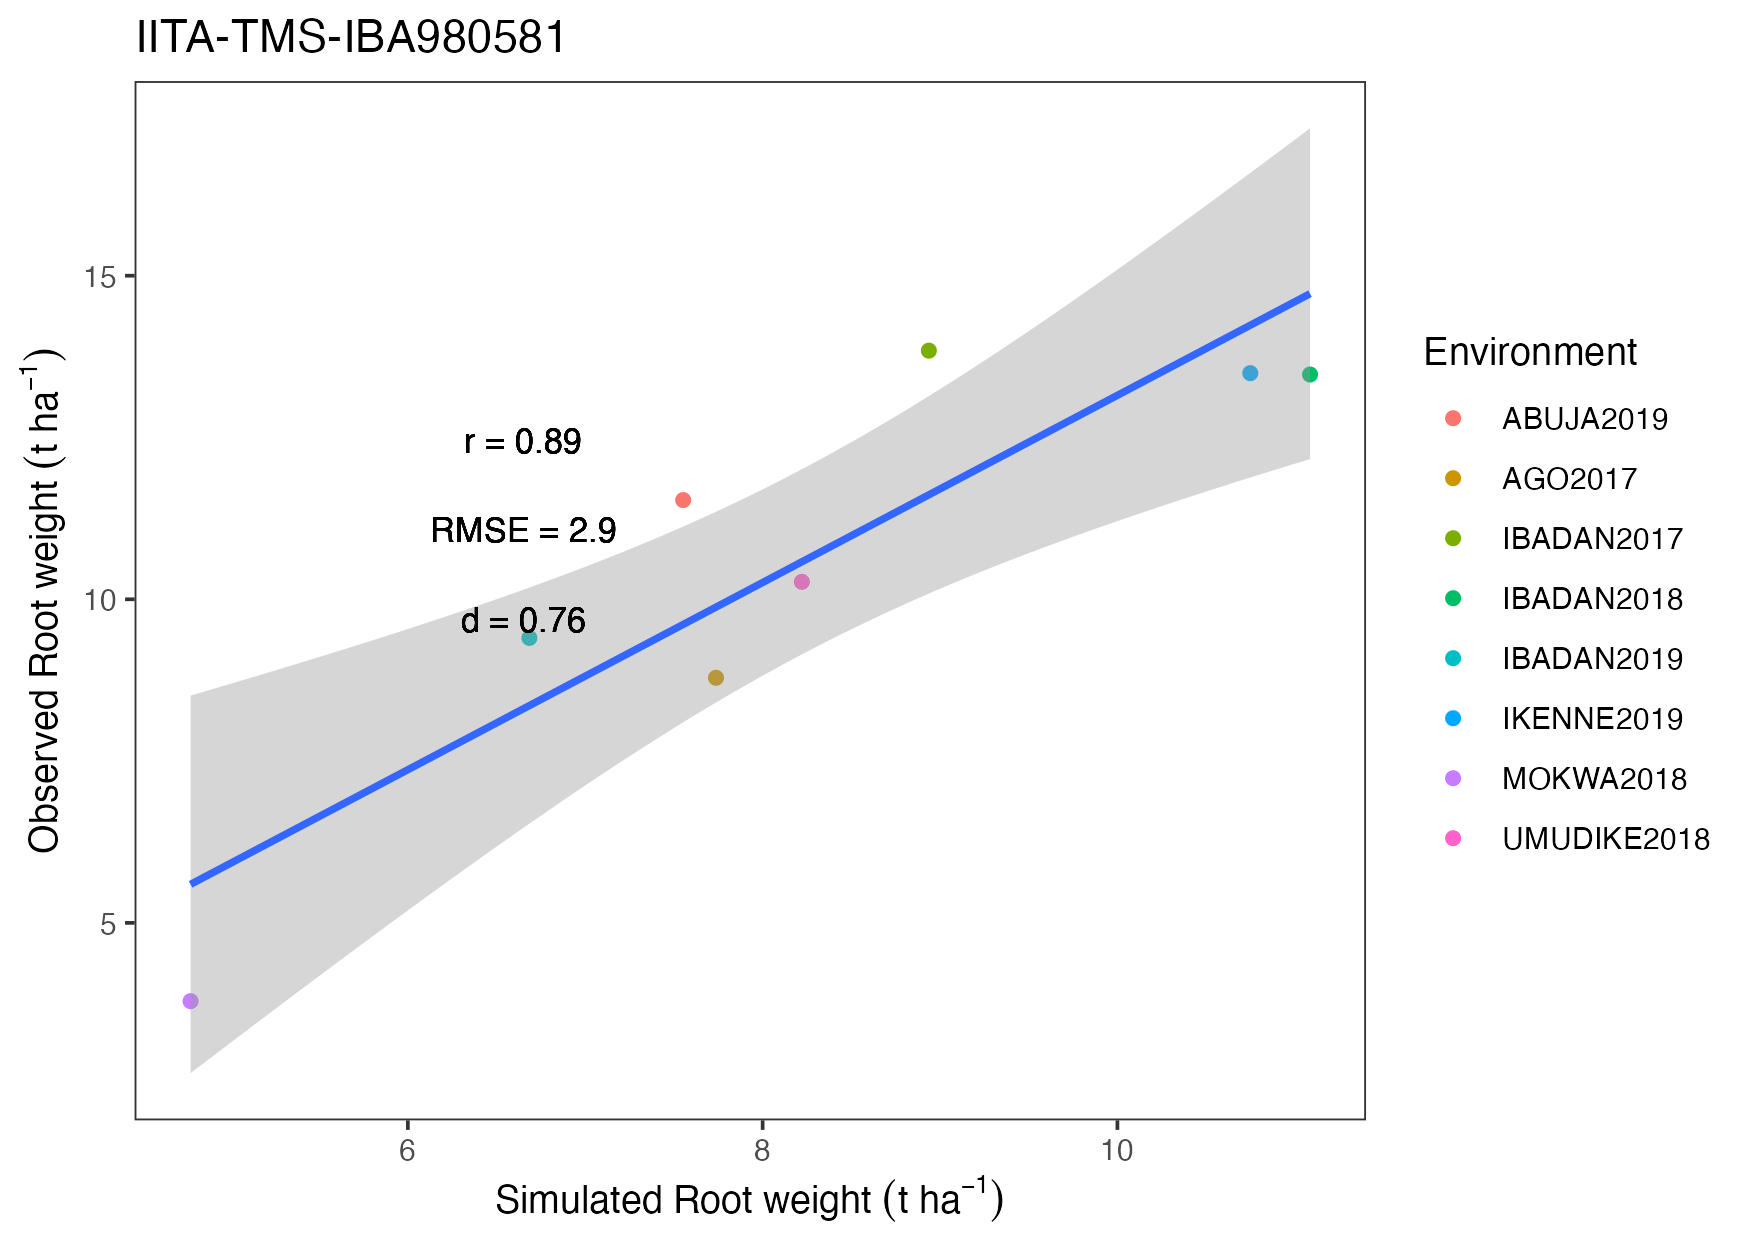 IITA-TMS-IBA980581
Observed Root weight (t ha⁻¹)
15
10
5
r = 0.89
RMSE = 2.9
d = 0.76
6
8
10
Simulated Root weight (t ha⁻¹)
Environment
ABUJA2019
AGO2017
IBADAN2017
IBADAN2018
IBADAN2019
IKENNE2019
MOKWA2018
UMUDIKE2018